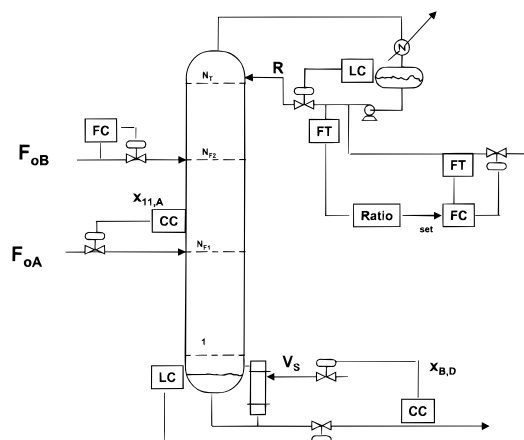 N_T
R
LC
FC
FT
F_oB
N_F2
FT
x_11,A
CC
Ratio
set
FC
F_oA
N_F1
1
LC
V_S
x_B,D
CC